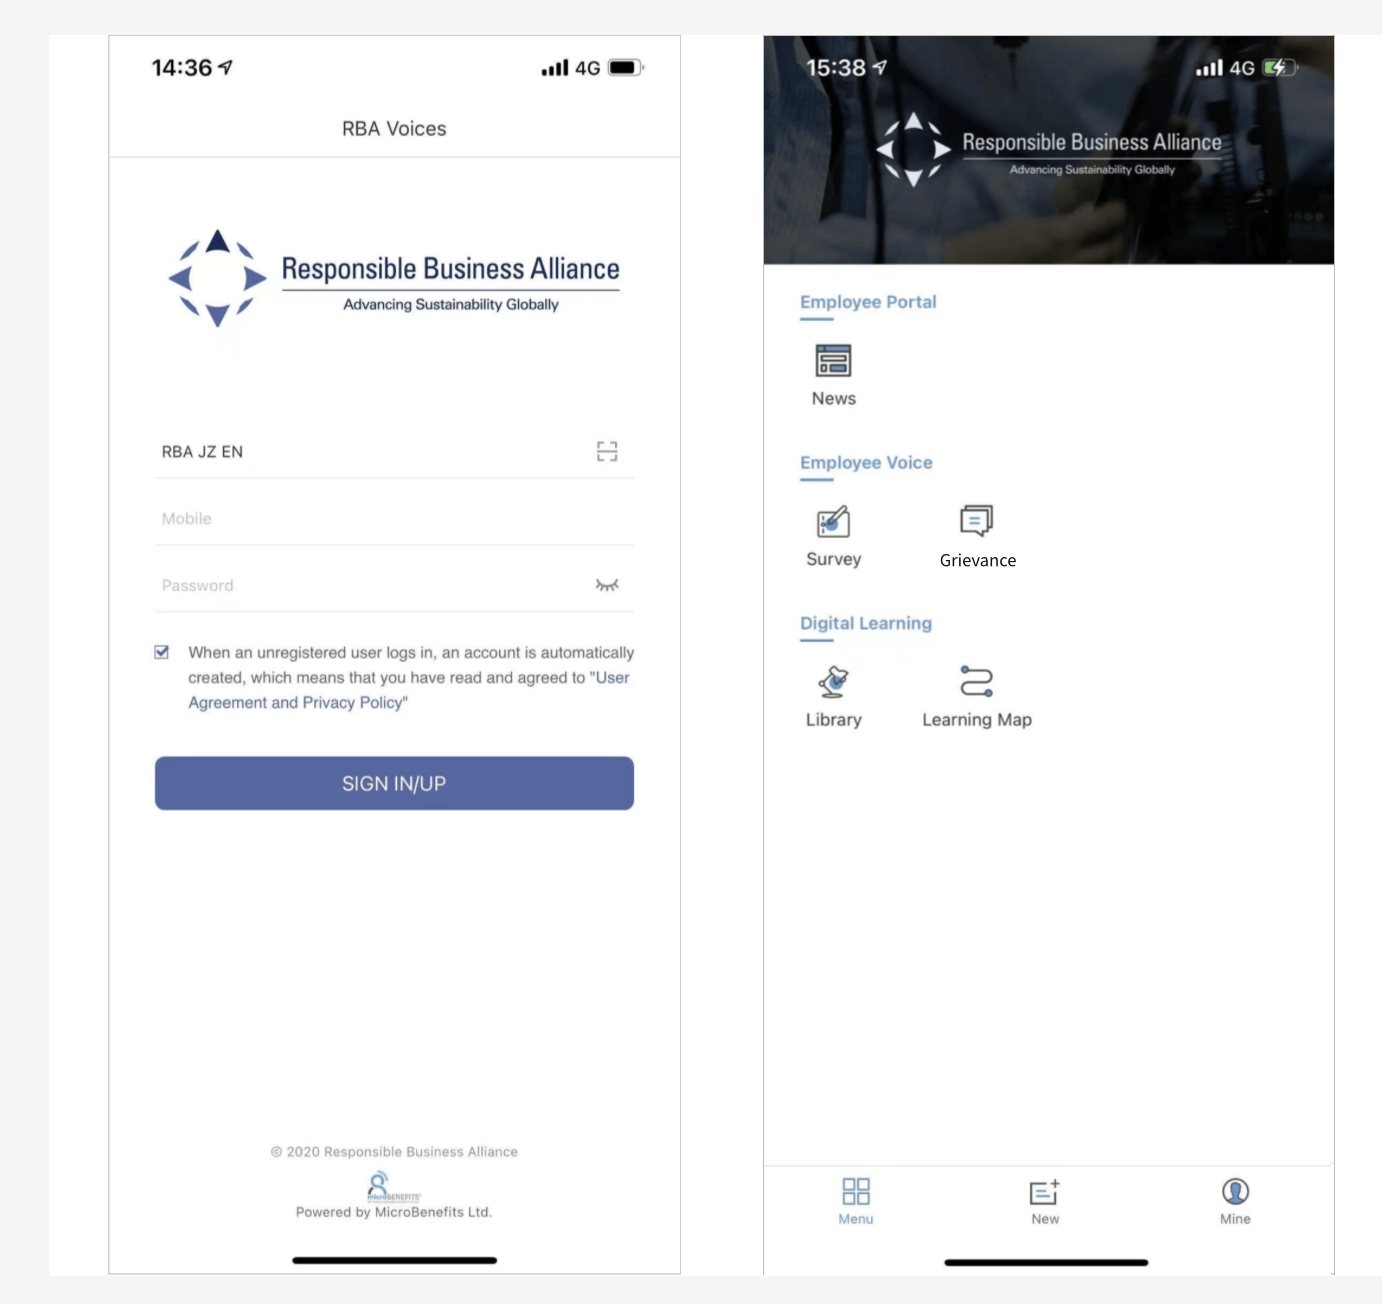 14:36
4G
RBA Voices
Responsible Business Alliance
Advancing Sustainability Globally
RBA JZ EN
Mobile
Password
When an unregistered user logs in, an account is automatically
created, which means that you have read and agreed to "User
Agreement and Privacy Policy"
SIGN IN/UP
© 2020 Responsible Business Alliance
microBENEFITS
Powered by MicroBenefits Ltd.
15:38
4G
Responsible Business Alliance
Advancing Sustainability Globally
Employee Portal
News
Employee Voice
Survey
Grievance
Digital Learning
Library
Learning Map
Menu
New
Mine